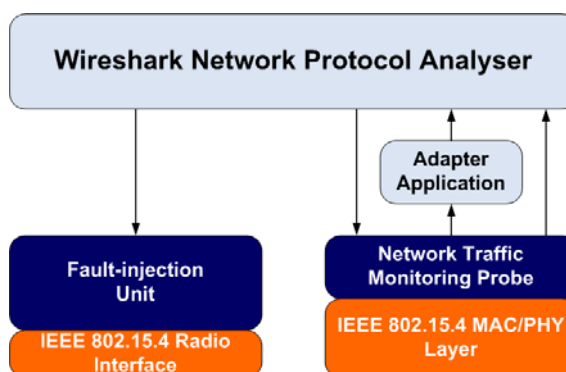 Wireshark Network Protocol Analyser
Adapter
Application
Fault-injection
Unit
IEEE 802.15.4 Radio
Interface
Network Traffic
Monitoring Probe
IEEE 802.15.4 MAC/PHY
Layer